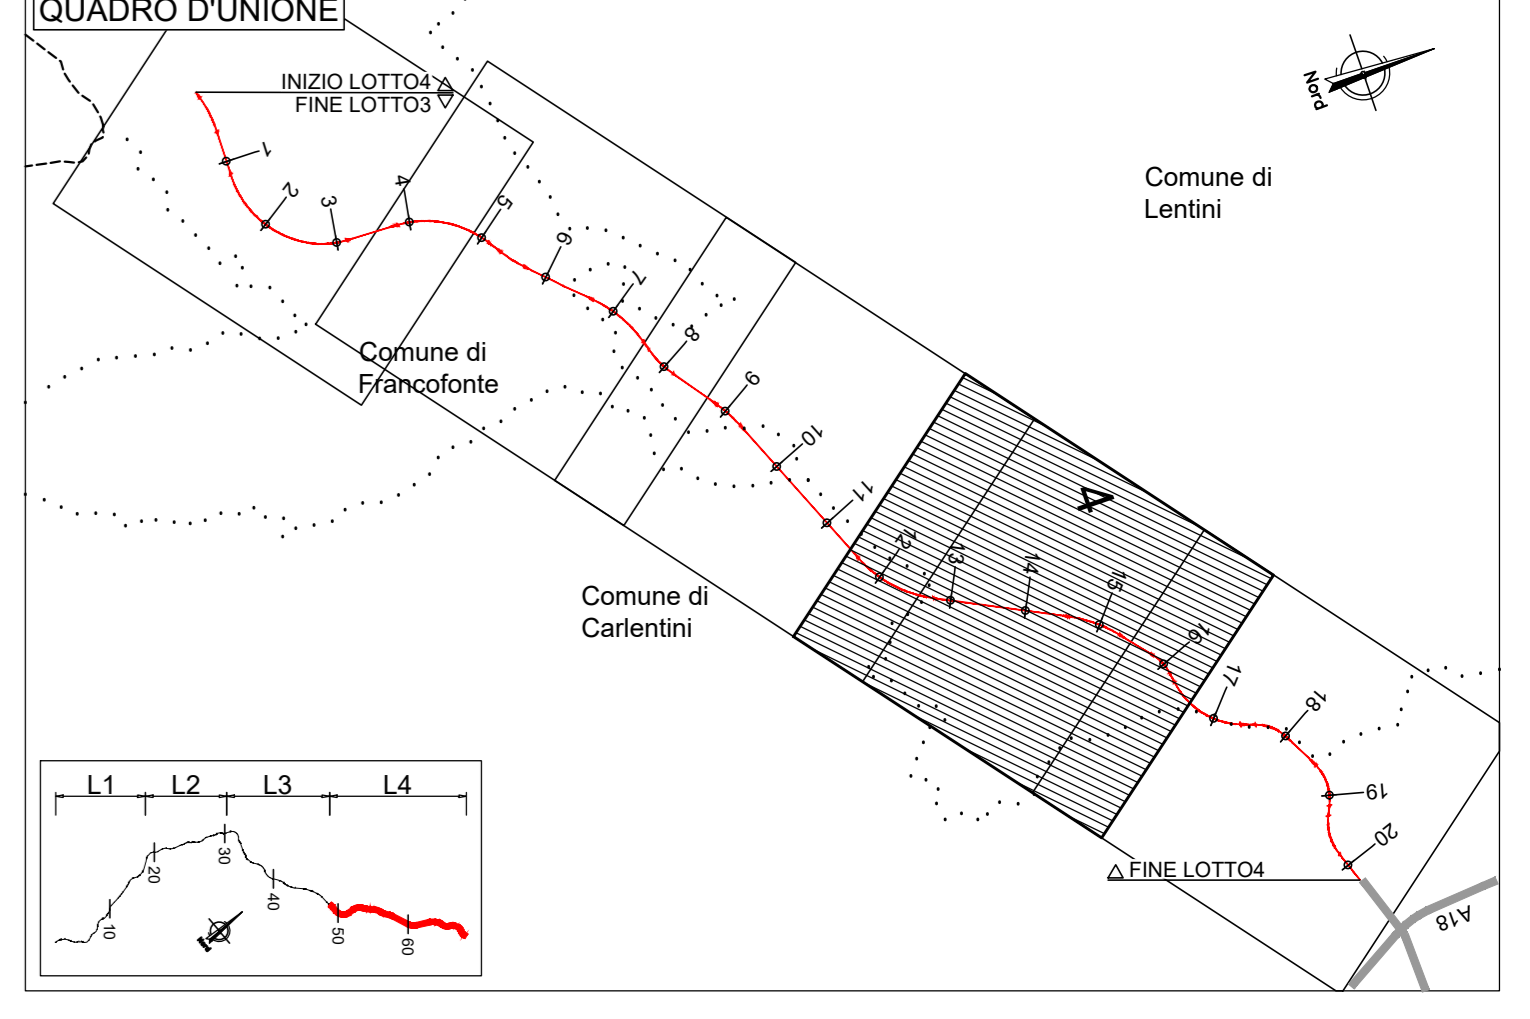 QUADRO D'UNIONE
INIZIO LOTTO4
FINE LOTTO3
Nord
Comune di
Lentini
1
2
3
4
5
6
7
8
9
10
11
12
13
14
15
16
17
18
19
20
4
Comune di
Francofonte
Comune di
Carlentini
FINE LOTTO4
A18
L1
L2
L3
L4
10
20
30
40
50
60
Nord